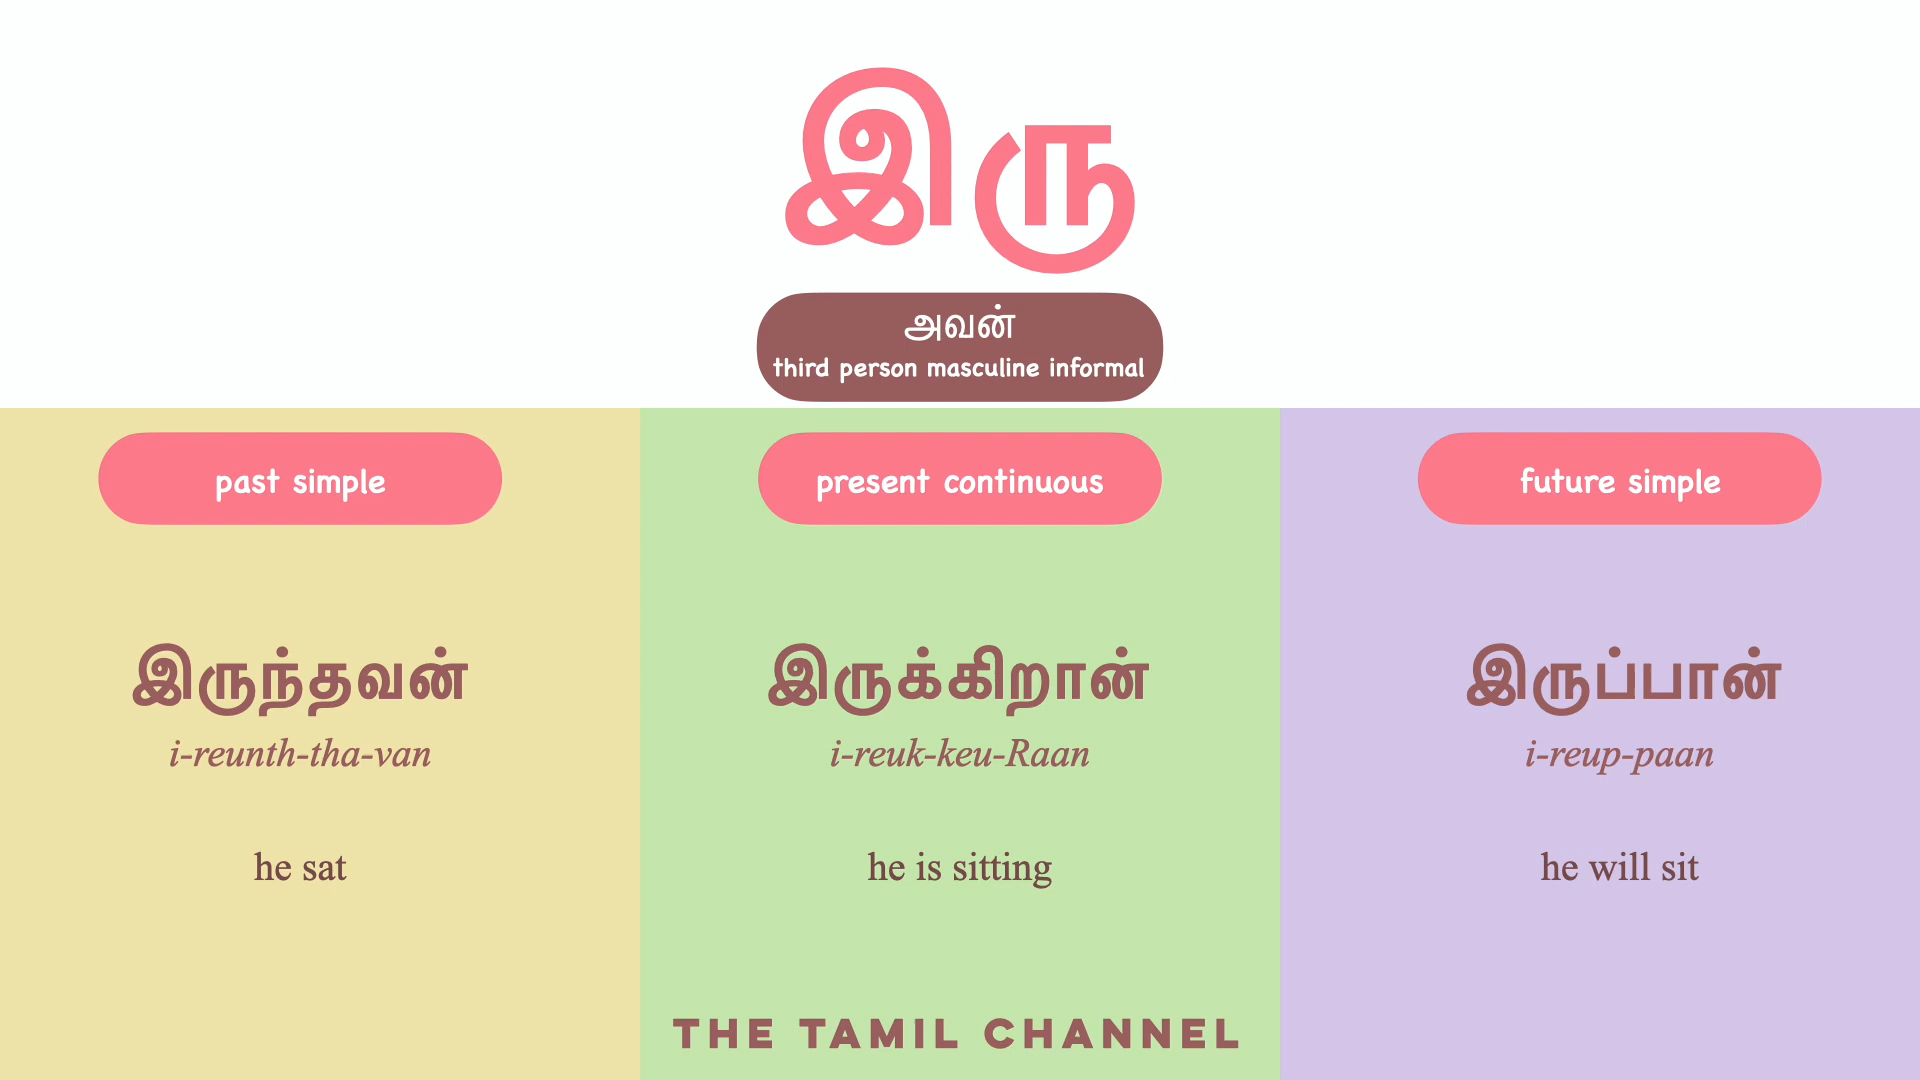 இரு
அவன்
third person masculine informal
past simple
present continuous
future simple
இருந்தவன்
இருக்கிறான்
இருப்பான்
i-reunth-tha-van
i-reuk-keu-Raan
i-reup-paan
he sat
he is sitting
he will sit
THE TAMIL CHANNEL